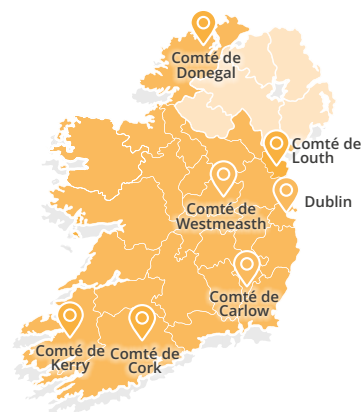 Comté de
Donegal
Comté de
Louth
Dublin
Comté de
Westmeasth
Comté de
Carlow
Comté de
Kerry
Comté de
Cork